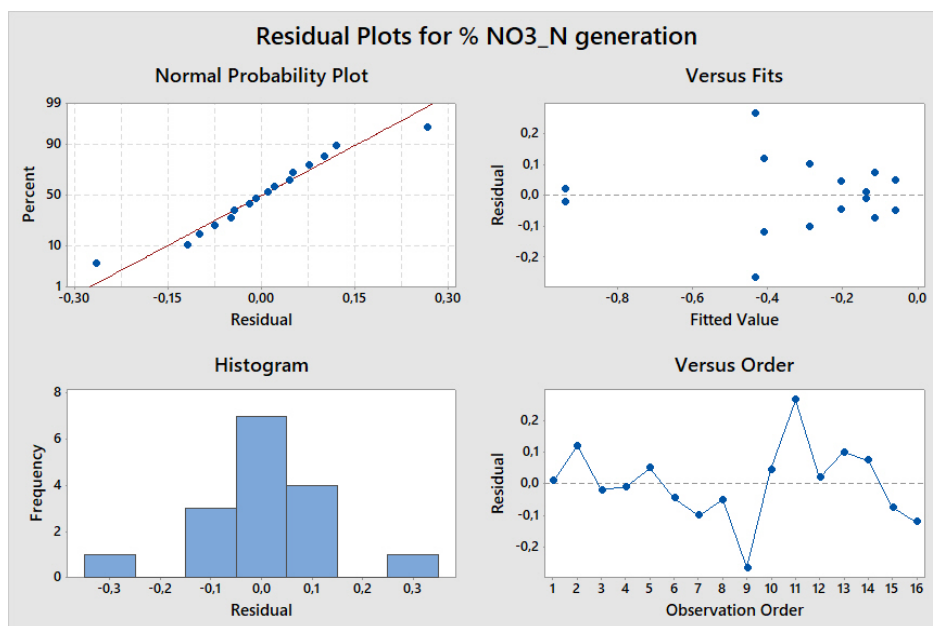 Residual Plots for % NO3_N generation
Normal Probability Plot
Percent
99
90
50
10
1
-0,30 -0,15 0,00 0,15 0,30
Residual
Versus Fits
Residual
0,2
0,1
0,0
-0,1
-0,2
-0,8 -0,6 -0,4 -0,2 0,0
Fitted Value
Histogram
Frequency
8
6
4
2
0
-0,3 -0,2 -0,1 0,0 0,1 0,2 0,3
Residual
Versus Order
Residual
0,2
0,1
0,0
-0,1
-0,2
1 2 3 4 5 6 7 8 9 10 11 12 13 14 15 16
Observation Order